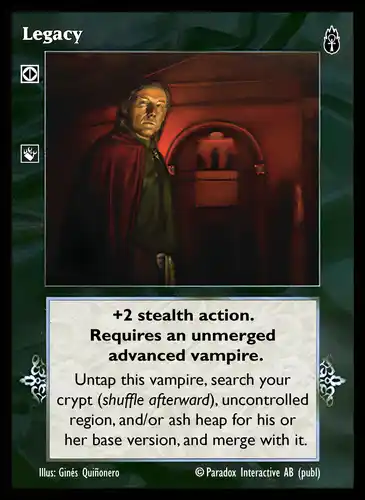 Legacy
+2 stealth action.
Requires an unmerged
advanced vampire.
Untap this vampire, search your
crypt (shuffle afterward), uncontrolled
region, and/or ash heap for his or
her base version, and merge with it.
Illus: Ginés Quiñonero © Paradox Interactive AB (publ)